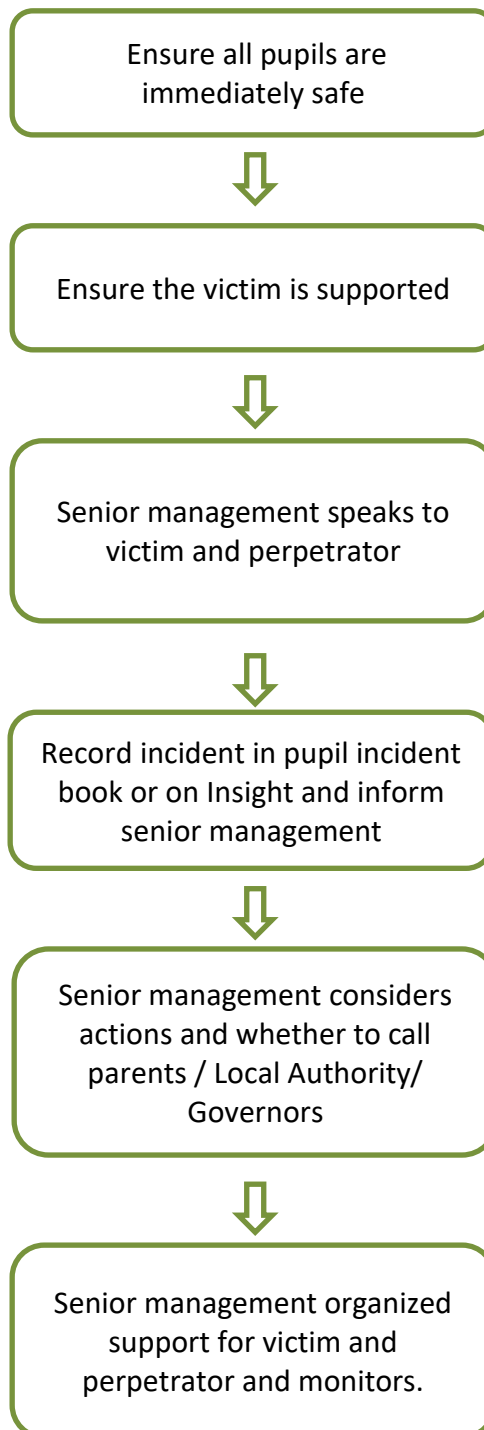 Ensure all pupils are
immediately safe
Ensure the victim is supported
Senior management speaks to
victim and perpetrator
Record incident in pupil incident
book or on Insight and inform
senior management
Senior management considers
actions and whether to call
parents / Local Authority/
Governors
Senior management organized
support for victim and
perpetrator and monitors.